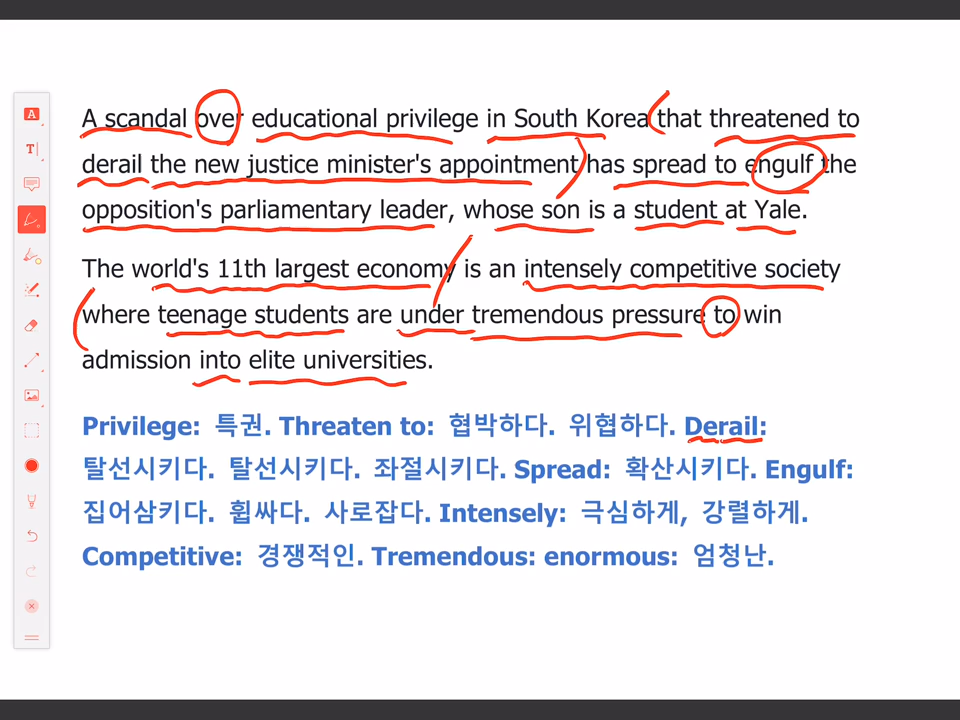 A scandal over educational privilege in South Korea that threatened to
derail the new justice minister's appointment has spread to engulf the
opposition's parliamentary leader, whose son is a student at Yale.
The world's 11th largest economy is an intensely competitive society
where teenage students are under tremendous pressure to win
admission into elite universities.
Privilege: 특권. Threaten to: 협박하다. 위협하다. Derail:
탈선시키다. 탈선시키다. 좌절시키다. Spread: 확산시키다. Engulf:
집어삼키다. 휩싸다. 사로잡다. Intensely: 극심하게, 강렬하게.
Competitive: 경쟁적인. Tremendous: enormous: 엄청난.